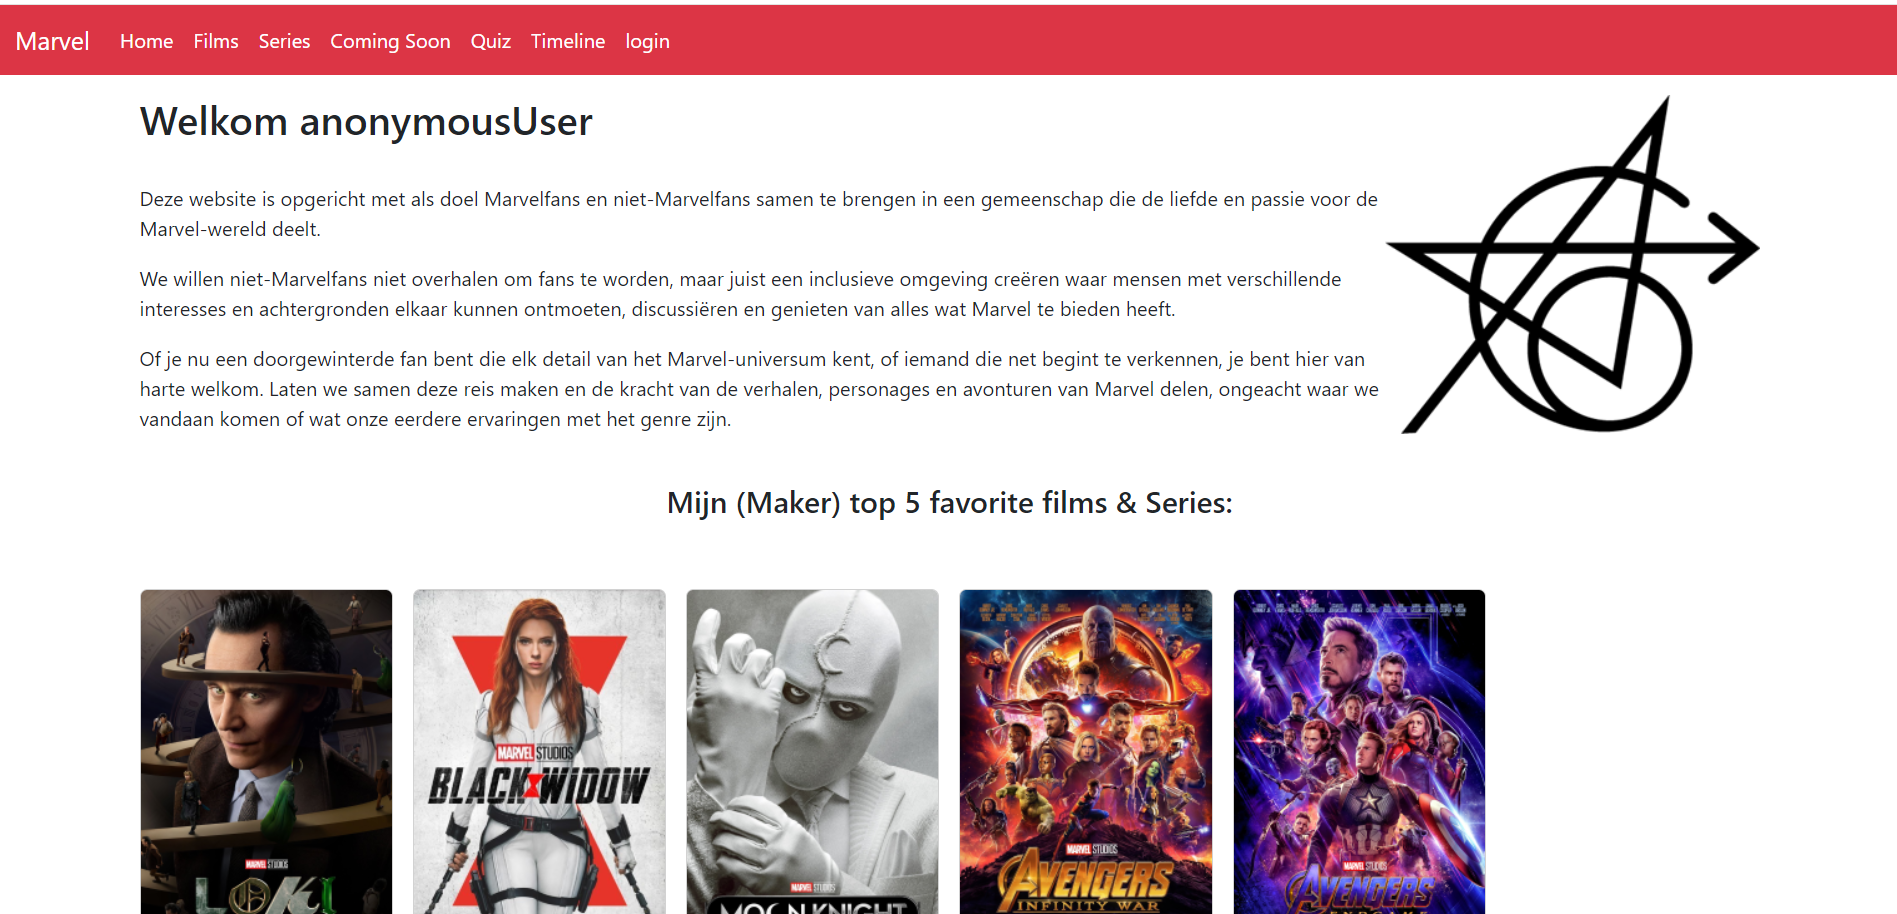 Marvel Home Films Series Coming Soon Quiz Timeline login
Welkom anonymousUser
Deze website is opgericht met als doel Marvelfans en niet-Marvelfans samen te brengen in een gemeenschap die de liefde en passie voor de
Marvel-wereld deelt.
We willen niet-Marvelfans niet overhalen om fans te worden, maar juist een inclusieve omgeving creëren waar mensen met verschillende
interesses en achtergronden elkaar kunnen ontmoeten, discussiëren en genieten van alles wat Marvel te bieden heeft.
Of je nu een doorgewinterde fan bent die elk detail van het Marvel-universum kent, of iemand die net begint te verkennen, je bent hier van
harte welkom. Laten we samen deze reis maken en de kracht van de verhalen, personages en avonturen van Marvel delen, ongeacht waar we
vandaan komen of wat onze eerdere ervaringen met het genre zijn.
Mijn (Maker) top 5 favorite films & Series:
MARVEL STUDIOS
LOKI
MARVEL STUDIOS
BLACK WIDOW
MARVEL STUDIOS
MOON KNIGHT
MARVEL STUDIOS
AVENGERS
INFINITY WAR
MARVEL STUDIOS
AVENGERS
ENDGAME